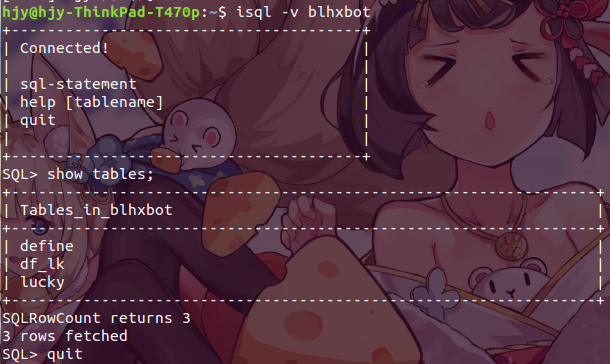 hjy@hjy-ThinkPad-T470p:~$ isql -v blhxbot
+---------------------------------------+
| Connected!                            |
|                                       |
| sql-statement                         |
| help [tablename]                      |
| quit                                  |
|                                       |
+---------------------------------------+
SQL> show tables;
+-----------------------------------------------------------------+
| Tables_in_blhxbot                                               |
+-----------------------------------------------------------------+
| define                                                          |
| df_lk                                                           |
| lucky                                                           |
+-----------------------------------------------------------------+
SQLRowCount returns 3
3 rows fetched
SQL> quit